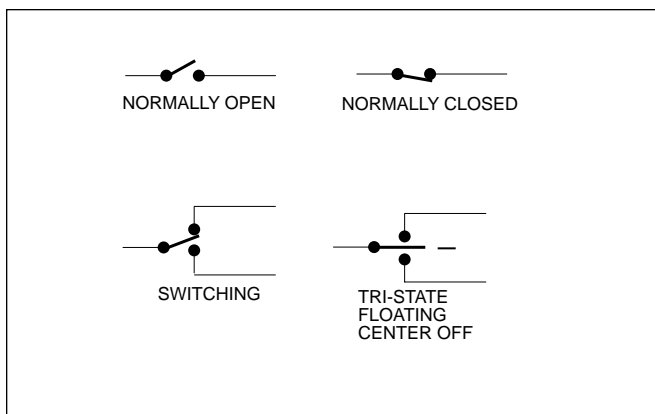 NORMALLY OPEN
NORMALLY CLOSED
SWITCHING
TRI-STATE
FLOATING
CENTER OFF